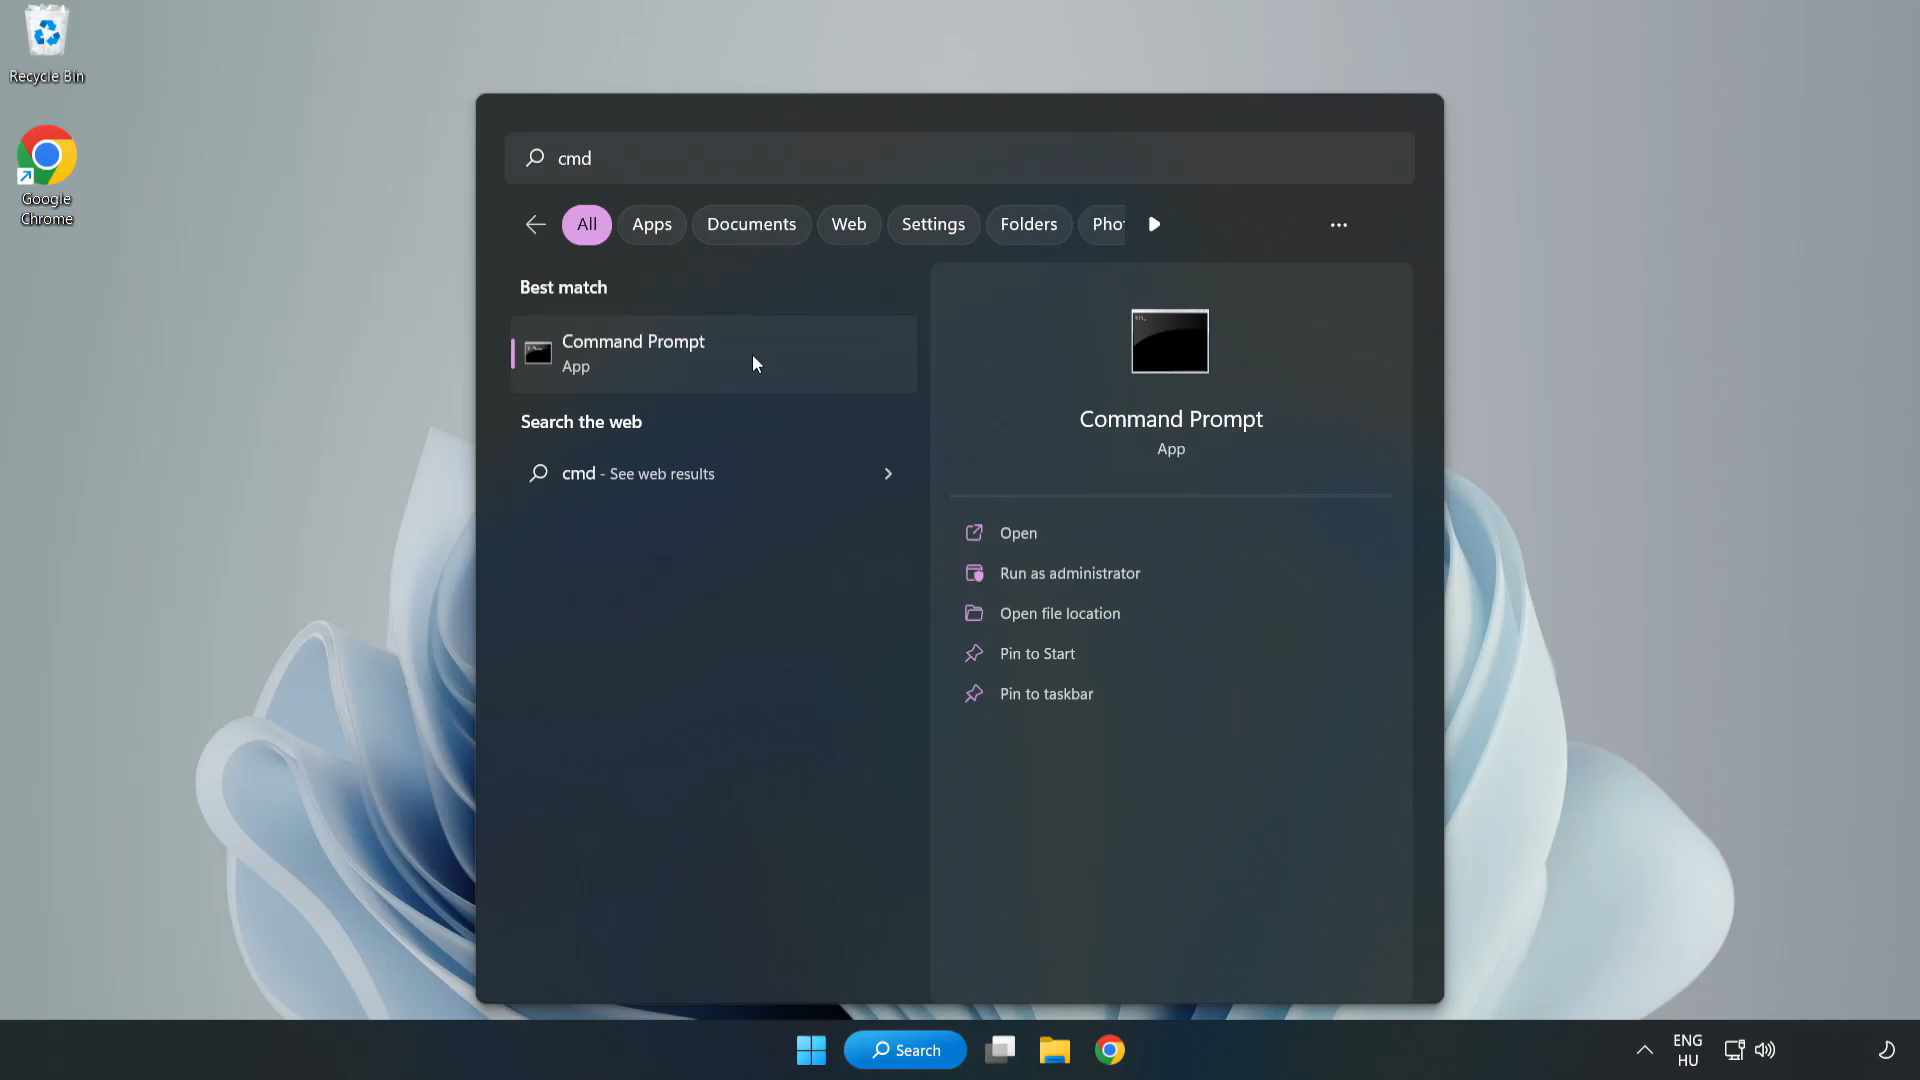 Recycle Bin
Google
Chrome
cmd
All
Apps
Documents
Web
Settings
Folders
Best match
Command Prompt
App
Search the web
cmd - See web results
Command Prompt
App
Open
Run as administrator
Open file location
Pin to Start
Pin to taskbar
Search
ENG
HU